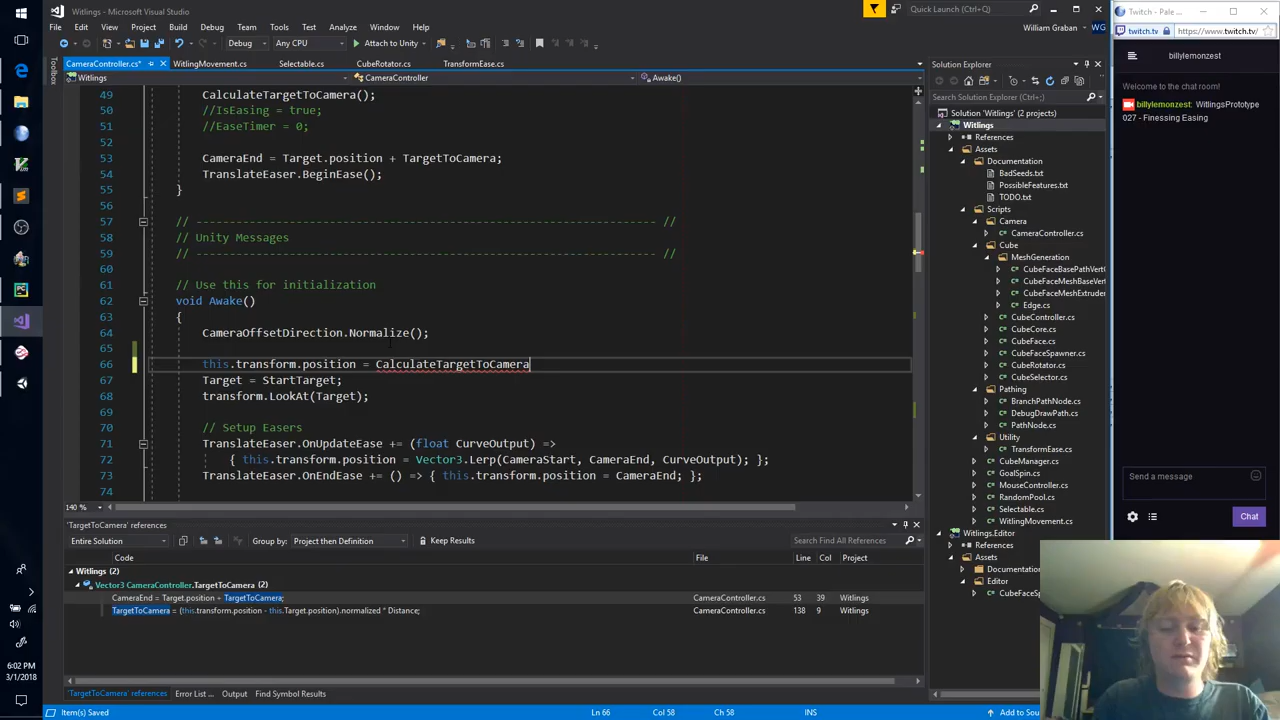 Witlings - Microsoft Visual Studio
Quick Launch (Ctrl+Q)
File Edit View Project Build Debug Team Tools Test Analyze Window Help
William Graban WG
Debug Any CPU Attach to Unity
CameraController.cs* WitlingMovement.cs Selectable.cs CubeRotator.cs TransformEase.cs
Witlings CameraController Awake()
Toolbox
49 CalculateTargetToCamera();
50 //IsEasing = true;
51 //EaseTimer = 0;
52
53 CameraEnd = Target.position + TargetToCamera;
54 TranslateEaser.BeginEase();
55 }
56
57 // --------------------------------------------------------------------- //
58 // Unity Messages
59 // --------------------------------------------------------------------- //
60
61 // Use this for initialization
62 void Awake()
63 {
64 CameraOffsetDirection.Normalize();
65
66 this.transform.position = CalculateTargetToCamera
67 Target = StartTarget;
68 transform.LookAt(Target);
69
70 // Setup Easers
71 TranslateEaser.OnUpdateEase += (float CurveOutput) =>
72 { this.transform.position = Vector3.Lerp(CameraStart, CameraEnd, CurveOutput); };
73 TranslateEaser.OnEndEase += () => { this.transform.position = CameraEnd; };
74
140 %
'TargetToCamera' references
Entire Solution Group by: Project then Definition Keep Results Search Find All References
Code File Line Col Project
Witlings (2)
Vector3 CameraController.TargetToCamera (2)
CameraEnd = Target.position + TargetToCamera; CameraController.cs 53 39 Witlings
TargetToCamera = (this.transform.position - this.Target.position).normalized * Distance; CameraController.cs 138 9 Witlings
'TargetToCamera' references Error List ... Output Find Symbol Results
Item(s) Saved Ln 66 Col 58 Ch 58 INS Add to Sou
Solution Explorer
Search Solution Explorer (Ctrl+;)
Solution 'Witlings' (2 projects)
Witlings
References
Assets
Documentation
BadSeeds.txt
PossibleFeatures.txt
TODO.txt
Scripts
Camera
CameraController.cs
Cube
MeshGeneration
CubeFaceBasePathVert
CubeFaceMeshBaseVert
CubeFaceMeshExtruder
Edge.cs
CubeController.cs
CubeCore.cs
CubeFace.cs
CubeFaceSpawner.cs
CubeRotator.cs
CubeSelector.cs
Pathing
BranchPathNode.cs
DebugDrawPath.cs
PathNode.cs
Utility
TransformEase.cs
CubeManager.cs
GoalSpin.cs
MouseController.cs
RandomPool.cs
Selectable.cs
WitlingMovement.cs
Witlings.Editor
References
Assets
Documentation
Editor
CubeFaceSp
Twitch - Pale ...
twitch.tv https://www.twitch.tv/
billylemonzest
Welcome to the chat room!
billylemonzest: WitlingsPrototype
027 - Finessing Easing
Send a message
Chat
6:02 PM
3/1/2018